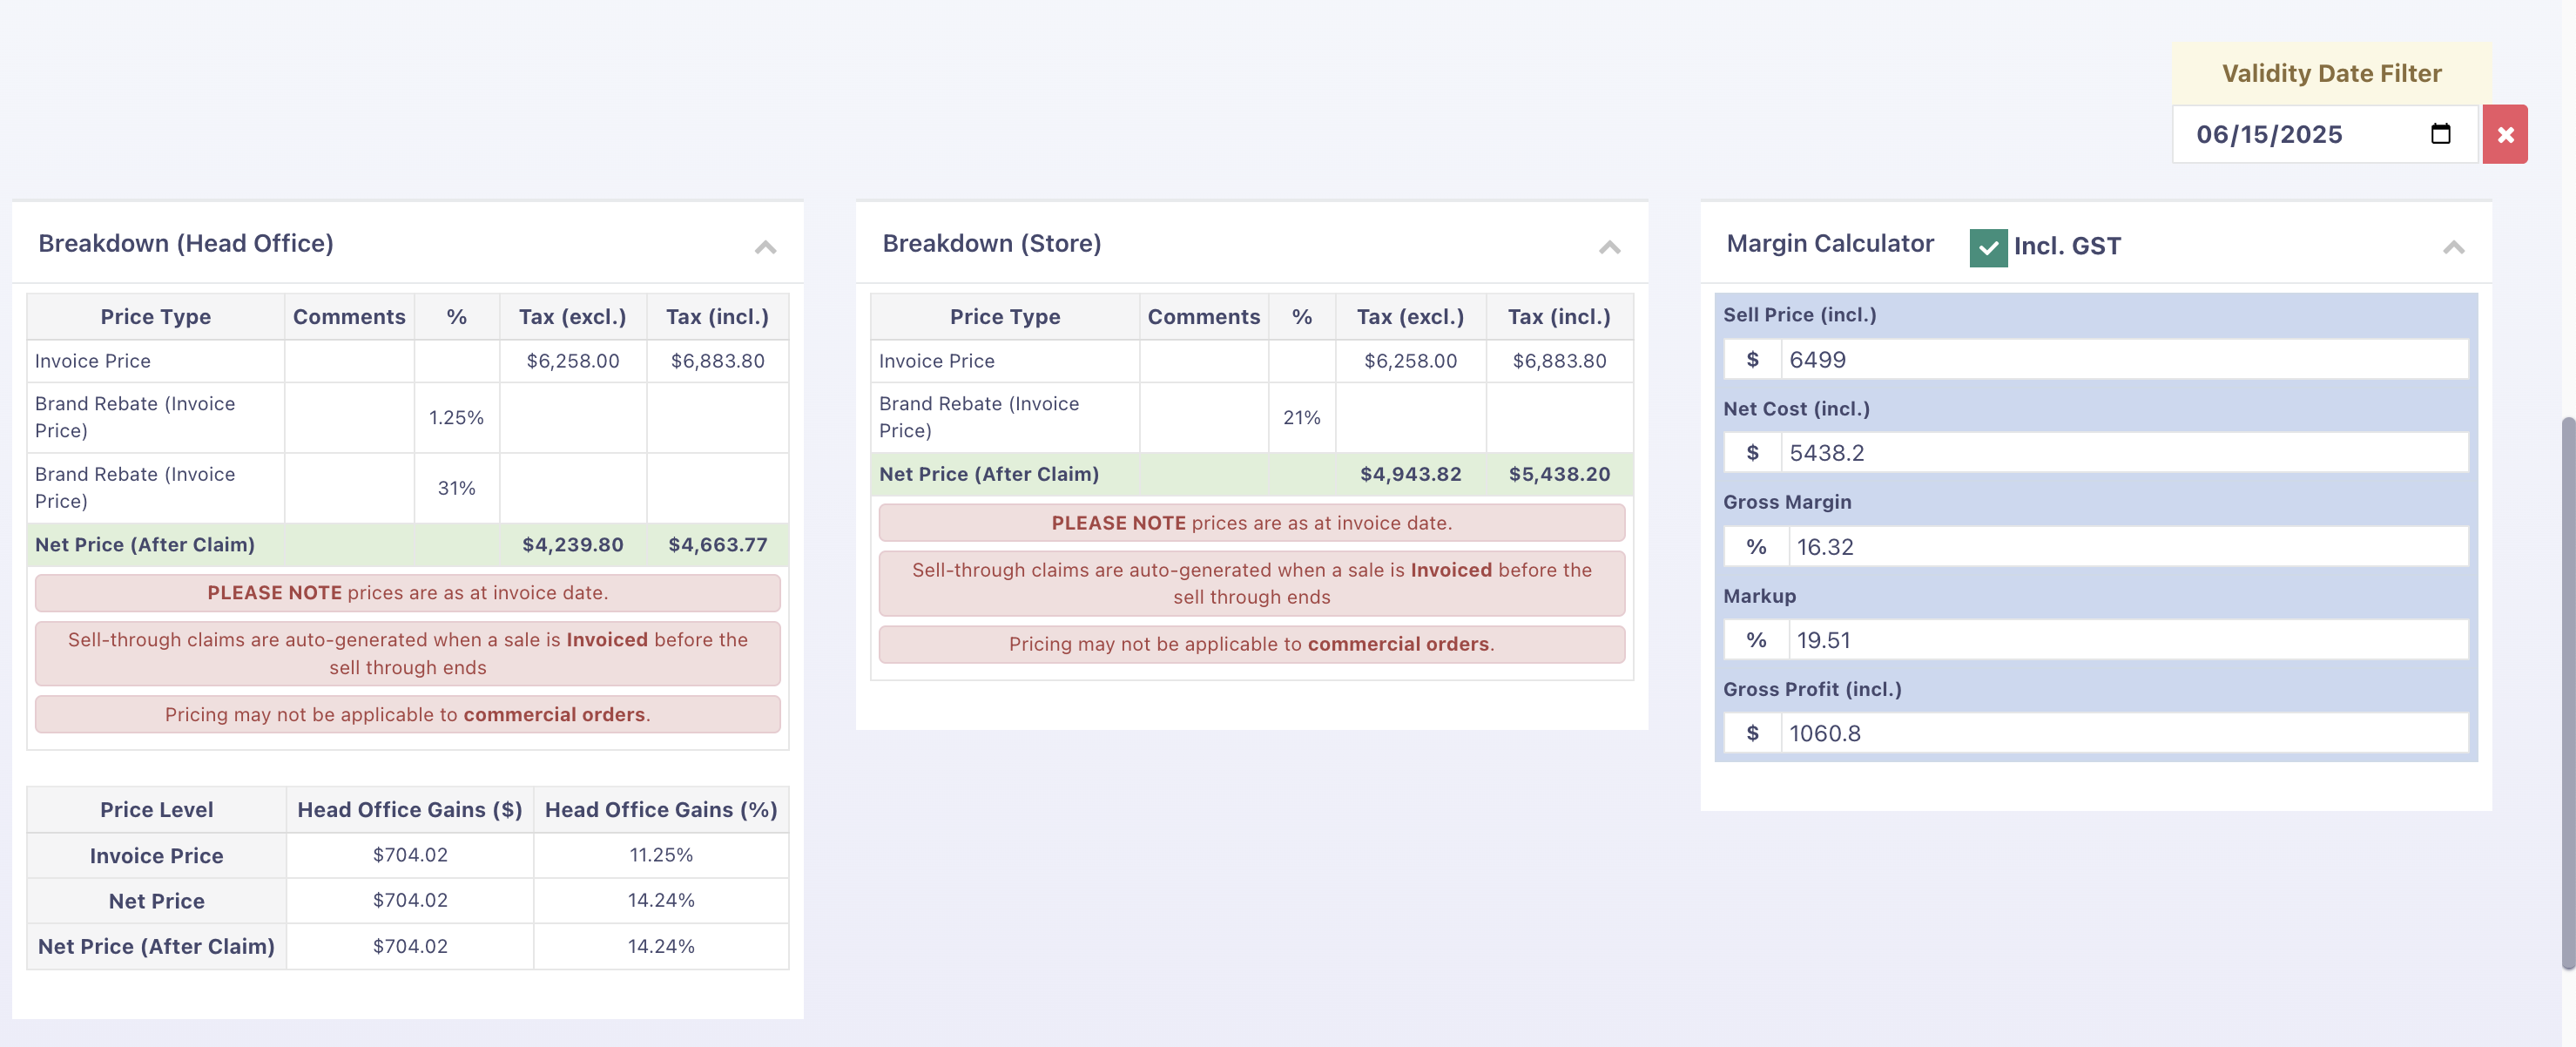 Validity Date Filter
06/15/2025
Breakdown (Head Office)
Price Type Comments % Tax (excl.) Tax (incl.)
Invoice Price $6,258.00 $6,883.80
Brand Rebate (Invoice
Price) 1.25%
Brand Rebate (Invoice
Price) 31%
Net Price (After Claim) $4,239.80 $4,663.77
PLEASE NOTE prices are as at invoice date.
Sell-through claims are auto-generated when a sale is Invoiced before the
sell through ends
Pricing may not be applicable to commercial orders.
Price Level Head Office Gains ($) Head Office Gains (%)
Invoice Price $704.02 11.25%
Net Price $704.02 14.24%
Net Price (After Claim) $704.02 14.24%
Breakdown (Store)
Price Type Comments % Tax (excl.) Tax (incl.)
Invoice Price $6,258.00 $6,883.80
Brand Rebate (Invoice
Price) 21%
Net Price (After Claim) $4,943.82 $5,438.20
PLEASE NOTE prices are as at invoice date.
Sell-through claims are auto-generated when a sale is Invoiced before the
sell through ends
Pricing may not be applicable to commercial orders.
Margin Calculator Incl. GST
Sell Price (incl.)
$ 6499
Net Cost (incl.)
$ 5438.2
Gross Margin
% 16.32
Markup
% 19.51
Gross Profit (incl.)
$ 1060.8